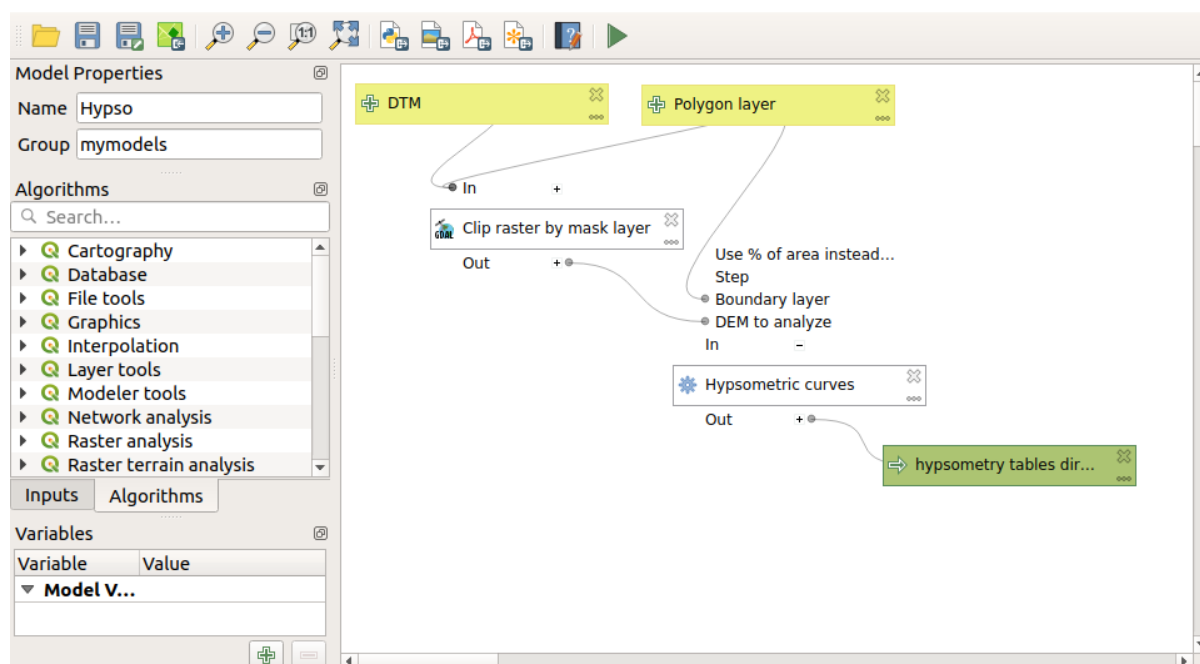 1:1
Model Properties
Name Hypso
Group mymodels
Algorithms
Search...
Cartography
Database
File tools
Graphics
Interpolation
Layer tools
Modeler tools
Network analysis
Raster analysis
Raster terrain analysis
Inputs Algorithms
Variables
Variable Value
Model V...
DTM
Polygon layer
In +
GDAL Clip raster by mask layer
Out +
Use % of area instead...
Step
Boundary layer
DEM to analyze
In -
Hypsometric curves
Out +
hypsometry tables dir...